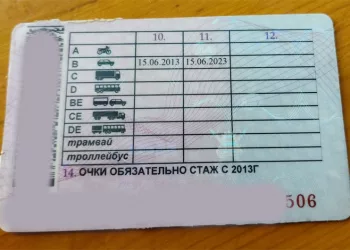 10. 11. 12.
A
B 15.06.2013 15.06.2023
C
D
BE
CE
DE
трамвай
троллейбус
14. ОЧКИ ОБЯЗАТЕЛЬНО СТАЖ С 2013Г
506